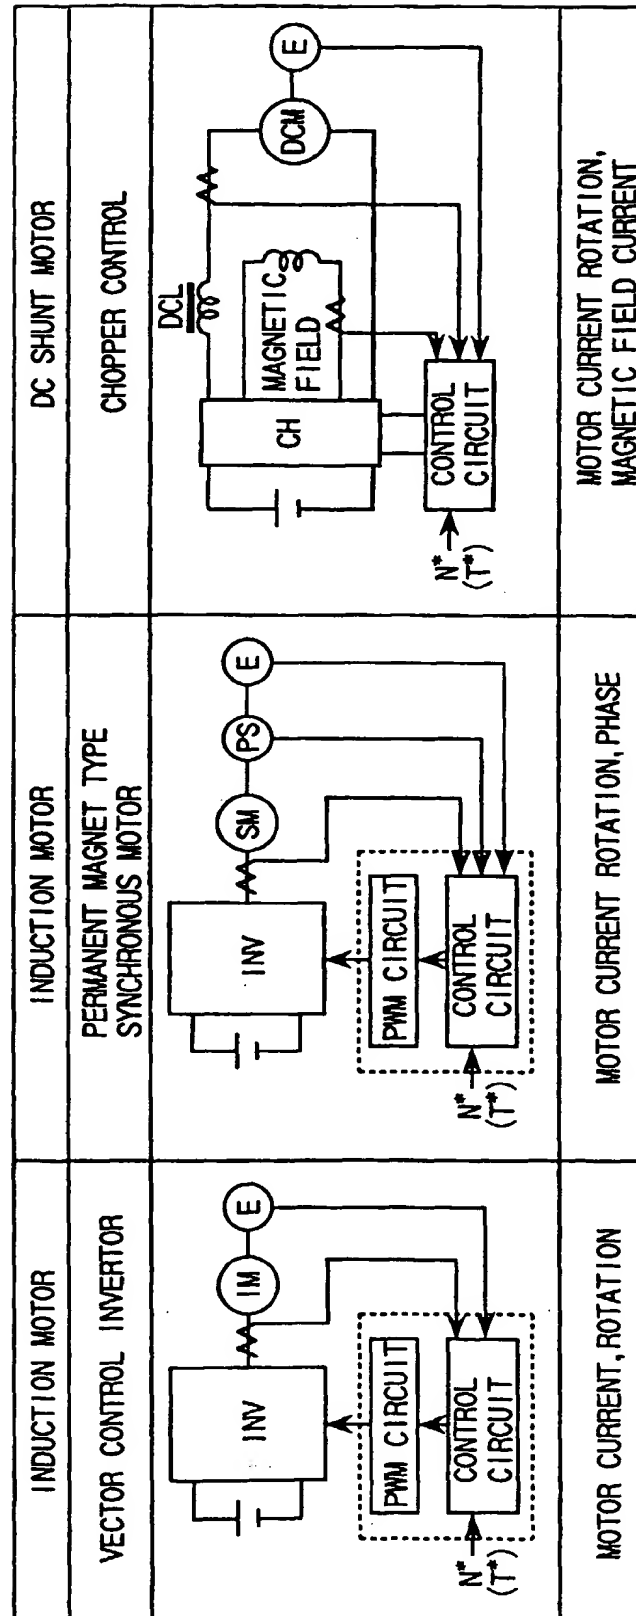 INDUCTION MOTOR
INDUCTION MOTOR
DC SHUNT MOTOR
VECTOR CONTROL INVERTOR
PERMANENT MAGNET TYPE
SYNCHRONOUS MOTOR
CHOPPER CONTROL
INV
IM
E
PWM CIRCUIT
CONTROL
CIRCUIT
N*
(T*)
INV
SM
PS
E
PWM CIRCUIT
CONTROL
CIRCUIT
N*
(T*)
DCL
MAGNETIC
FIELD
CH
DCM
E
CONTROL
CIRCUIT
N*
(T*)
MOTOR CURRENT, ROTATION
MOTOR CURRENT ROTATION, PHASE
MOTOR CURRENT ROTATION,
MAGNETIC FIELD CURRENT